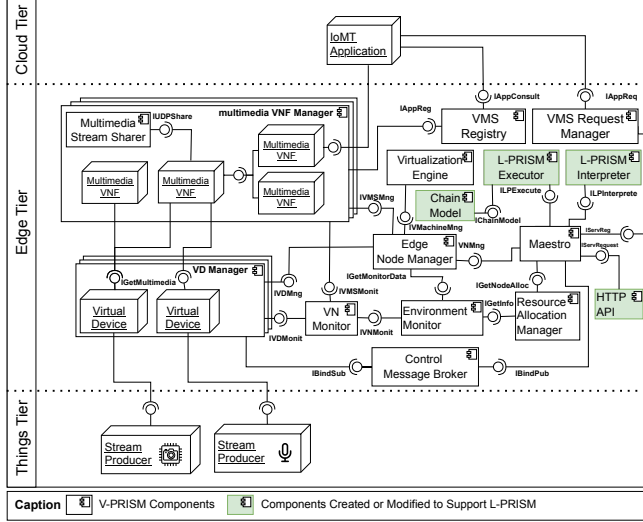 Cloud Tier
IoMT
Application
IAppConsult
IAppReq
Edge Tier
multimedia VNF Manager
IUDPShare
Multimedia
Stream Sharer
Multimedia
VNF
Multimedia
VNF
Multimedia
VNF
Multimedia
VNF
IAppReg
VMS
Registry
VMS Request
Manager
Virtualization
Engine
L-PRISM
Executor
L-PRISM
Interpreter
Chain
Model
ILPExecute
ILPInterprete
IChainModel
IVMSMng
IVMachineMng
Edge
Node Manager
VNMng
Maestro
IServReg
IServRequest
HTTP
API
VD Manager
IGetMultimedia
Virtual
Device
Virtual
Device
IVDMng
IVMSMonit
IGetMonitorData
IGetNodeAlloc
IVDMonit
VN
Monitor
IVNMonit
Environment
Monitor
IGetInfo
Resource
Allocation
Manager
IBindSub
Control
Message Broker
IBindPub
Things Tier
Stream
Producer
Stream
Producer
Caption V-PRISM Components Components Created or Modified to Support L-PRISM